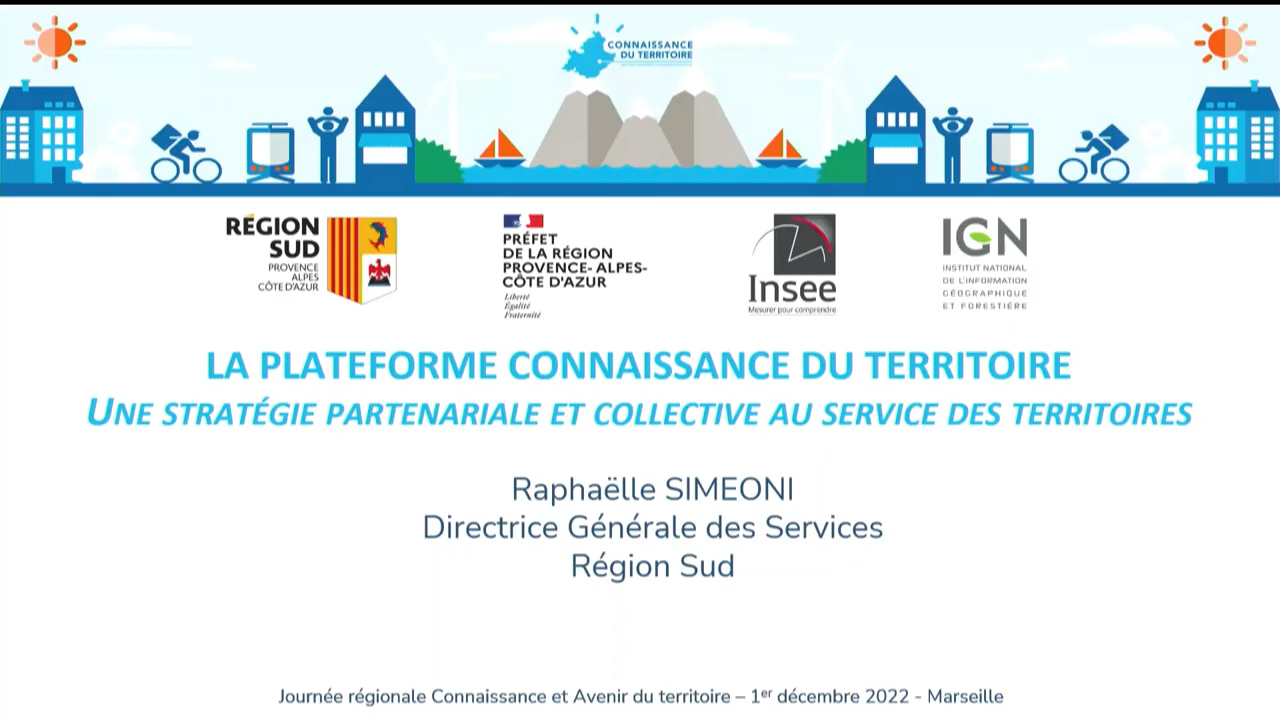 CONNAISSANCE
DU TERRITOIRE
RÉGION
SUD
PROVENCE
ALPES
CÔTE D'AZUR
PRÉFET
DE LA RÉGION
PROVENCE- ALPES-
CÔTE D'AZUR
Liberté
Égalité
Fraternité
Insee
Mesurer pour comprendre
IGN
INSTITUT NATIONAL
DE L'INFORMATION
GÉOGRAPHIQUE
ET FORESTIÈRE
LA PLATEFORME CONNAISSANCE DU TERRITOIRE
UNE STRATÉGIE PARTENARIALE ET COLLECTIVE AU SERVICE DES TERRITOIRES
Raphaëlle SIMEONI
Directrice Générale des Services
Région Sud
Journée régionale Connaissance et Avenir du territoire – 1er décembre 2022 - Marseille